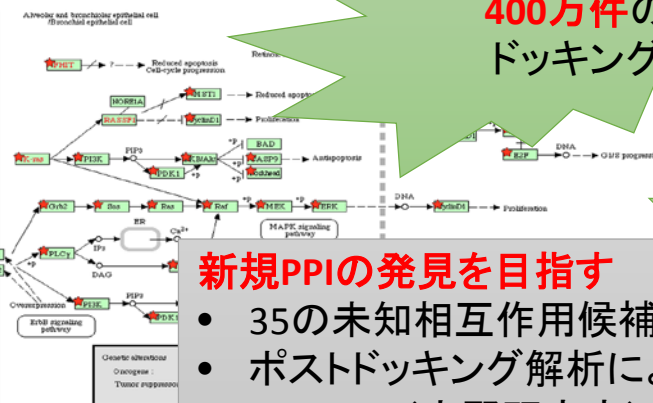 Alveolar and bronchiolar epithelial cell
/Bronchial epithelial cell
400万件の
ドッキング
FHIT
?
Reduced apoptosis
Cell-cycle progression
NORE1A
MST1
Reduced
RASSF1
CyclinD1
K-ras
PI3K
PIP3
PDK1
PKB/Akt
+p
BAD
CASP9
Antiapoptosis
E2F
DNA
G1/S
Grb2
Sos
Ras
Raf
+p
MEK
+p
ERK
DNA
CyclinD1
Proliferation
MAPK signaling
pathway
ER
Ca2+
PLCγ
IP3
DAG
+p
Overexpression
PI3K
PIP3
PDK1
ErbB signaling
pathway
Genetic alterations
Oncogene :
Tumor suppressor
新規PPIの発見を目指す
• 35の未知相互作用候補
• ポストドッキング解析によ